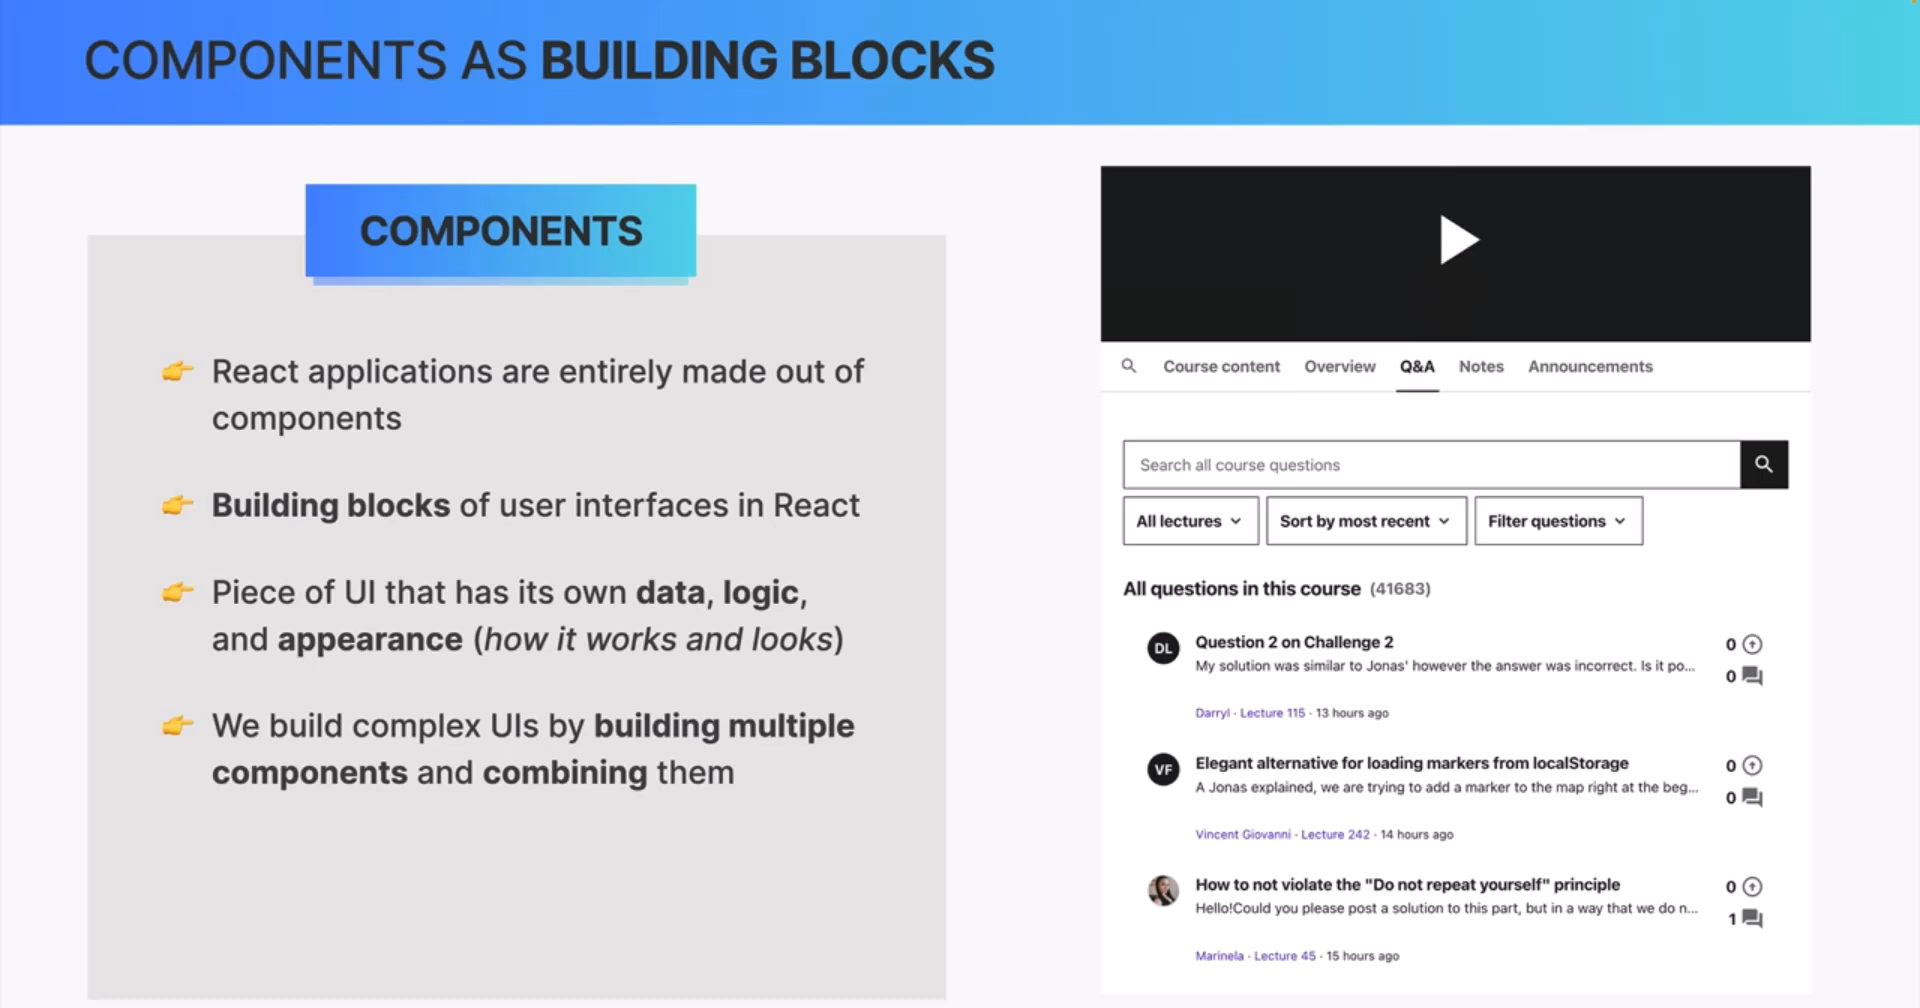 COMPONENTS AS BUILDING BLOCKS
COMPONENTS
React applications are entirely made out of
components
Building blocks of user interfaces in React
Piece of UI that has its own data, logic,
and appearance (how it works and looks)
We build complex UIs by building multiple
components and combining them
Course content Overview Q&A Notes Announcements
Search all course questions
All lectures Sort by most recent Filter questions
All questions in this course (41683)
DL Question 2 on Challenge 2 0
My solution was similar to Jonas' however the answer was incorrect. Is it po...
0
Darryl · Lecture 115 · 13 hours ago
VF Elegant alternative for loading markers from localStorage 0
A Jonas explained, we are trying to add a marker to the map right at the beg...
0
Vincent Giovanni · Lecture 242 · 14 hours ago
How to not violate the "Do not repeat yourself" principle 0
Hello!Could you please post a solution to this part, but in a way that we do n...
1
Marinela · Lecture 45 · 15 hours ago